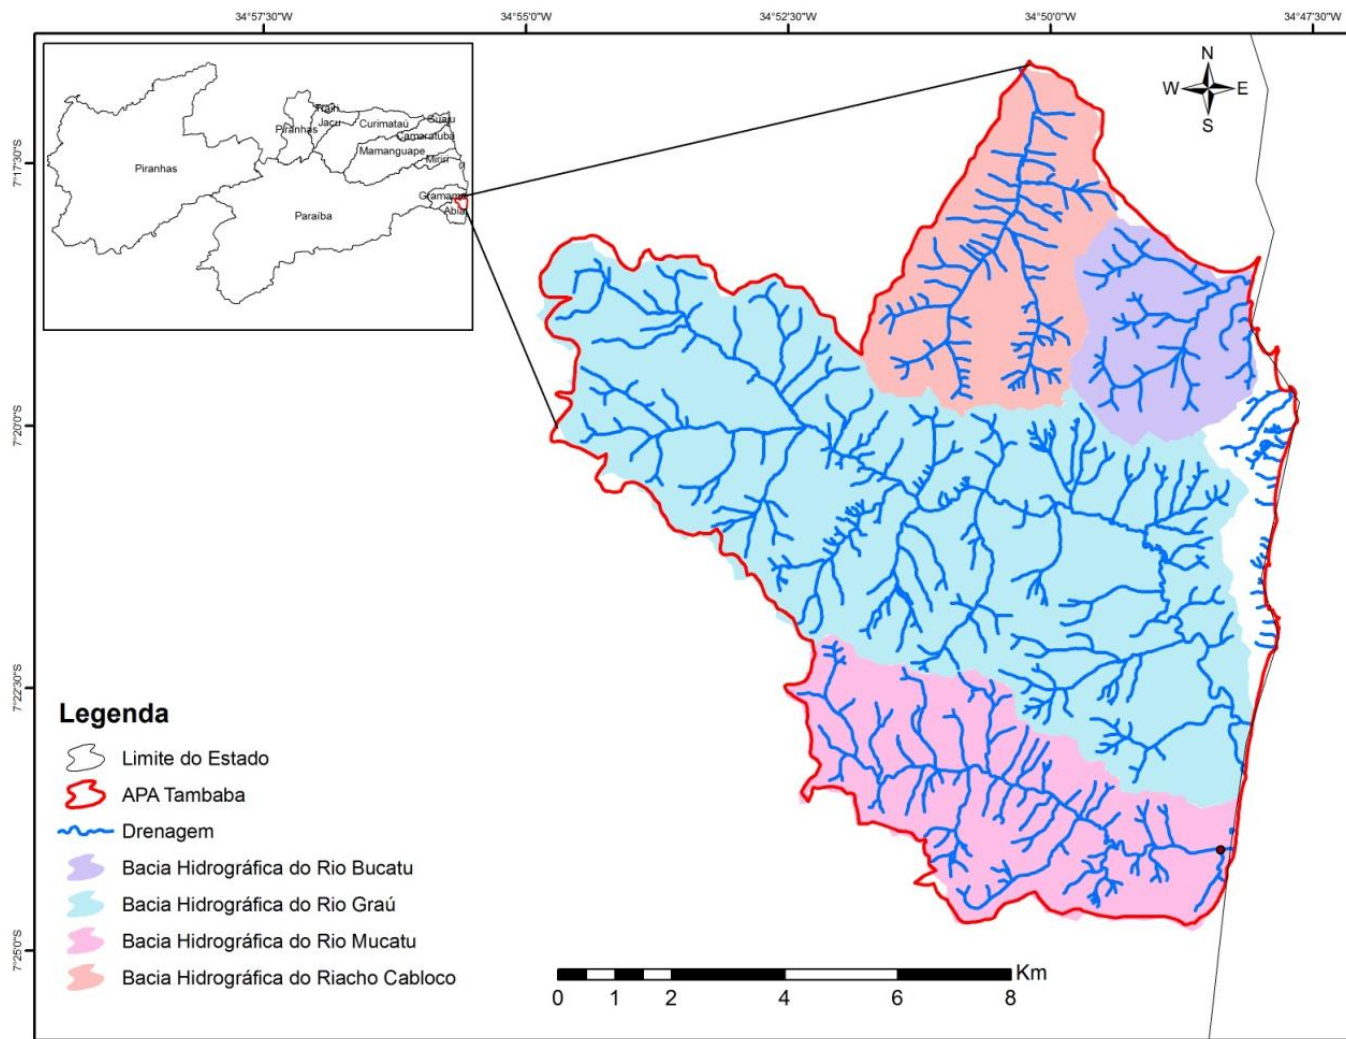 34°57'30"W 34°55'0"W 34°52'30"W 34°50'0"W 34°47'30"W
N
W E
S
Trairi
Jacu
Piranhas
Curimataú
Guaju
Camaratuba
Mamanguape
Miriri
Piranhas
Gramame
Abiaí
Paraíba
7°17'30"S
7°20'0"S
7°22'30"S
7°25'0"S
Legenda
Limite do Estado
APA Tambaba
Drenagem
Bacia Hidrográfica do Rio Bucatu
Bacia Hidrográfica do Rio Graú
Bacia Hidrográfica do Rio Mucatu
Bacia Hidrográfica do Riacho Cabloco
Km
0 1 2 4 6 8